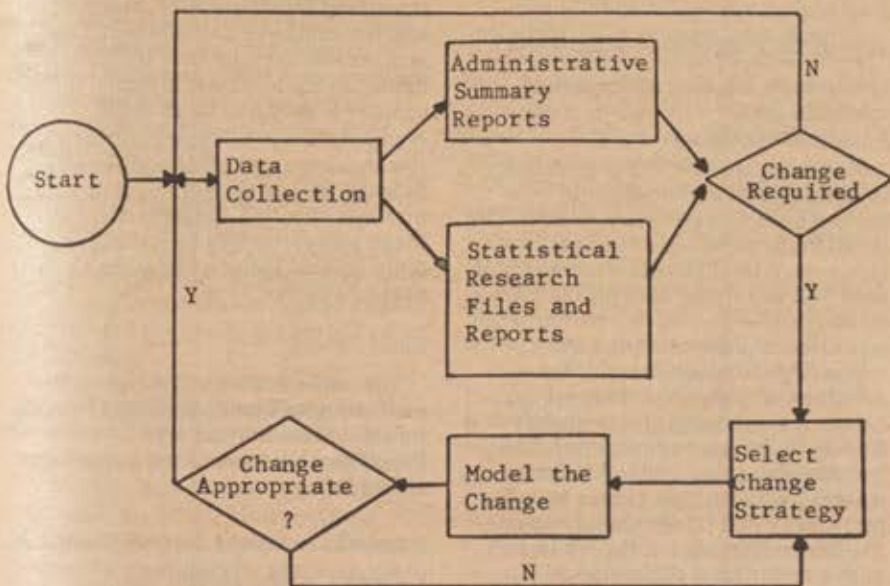 N
Administrative
Summary
Reports
Start
Data
Collection
Change
Required
Statistical
Research
Files and
Reports
Y
Y
Change
Appropriate
?
Model the
Change
Select
Change
Strategy
N